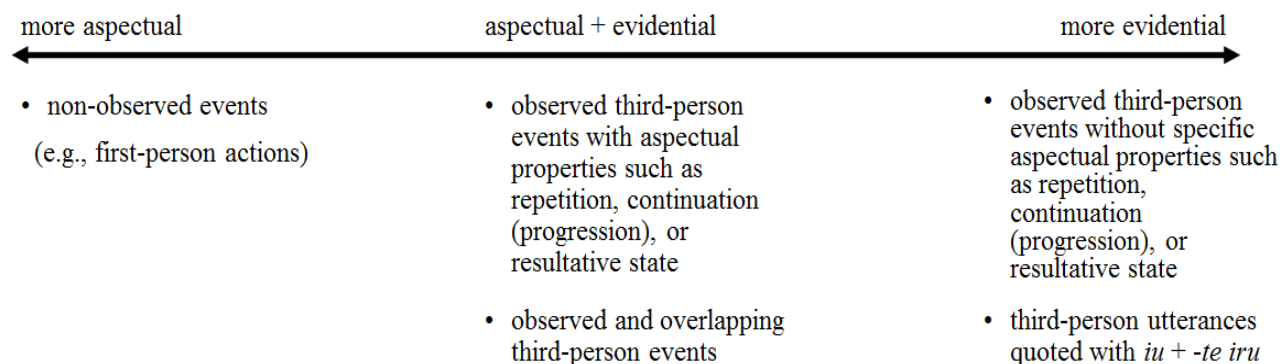 more aspectual
aspectual + evidential
more evidential
• non-observed events
(e.g., first-person actions)
• observed third-person
events with aspectual
properties such as
repetition, continuation
(progression), or
resultative state
• observed and overlapping
third-person events
• observed third-person
events without specific
aspectual properties such
as repetition,
continuation
(progression), or
resultative state
• third-person utterances
quoted with iu + -te iru